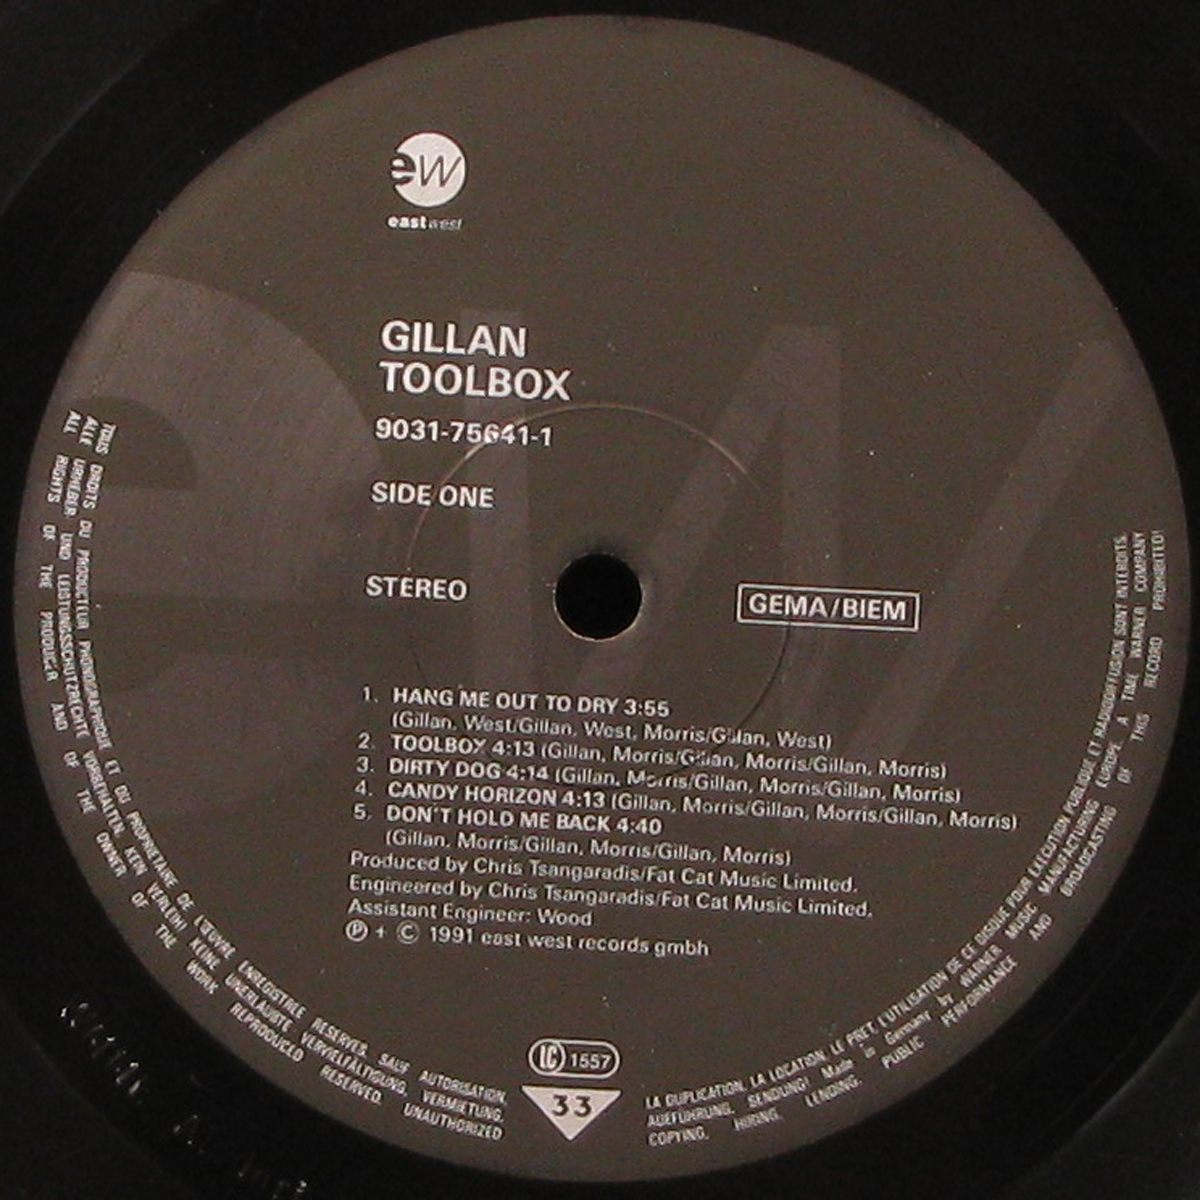 ew
eastwest
GILLAN
TOOLBOX
9031-75641-1
SIDE ONE
STEREO
GEMA/BIEM
1. HANG ME OUT TO DRY 3:55
(Gillan, West/Gillan, West, Morris/Gillan, West)
2. TOOLBOX 4:13 (Gillan, Morris/Gillan, Morris/Gillan, Morris)
3. DIRTY DOG 4:14 (Gillan, Morris/Gillan, Morris/Gillan, Morris)
4. CANDY HORIZON 4:13 (Gillan, Morris/Gillan, Morris/Gillan, Morris)
5. DON'T HOLD ME BACK 4:40
(Gillan, Morris/Gillan, Morris/Gillan, Morris)
Produced by Chris Tsangaradis/Fat Cat Music Limited.
Engineered by Chris Tsangaradis/Fat Cat Music Limited.
Assistant Engineer: Wood
℗ + © 1991 east west records gmbh
LC 1557
33
TOUS DROITS DU PRODUCTEUR PHONOGRAPHIQUE ET DU PROPRIETAIRE DE L'ŒUVRE ENREGISTREE RESERVES. SAUF AUTORISATION,
ALLE URHEBER- UND LEISTUNGSSCHUTZRECHTE VORBEHALTEN. KEIN VERLEIH! KEINE UNERLAUBTE VERVIELFÄLTIGUNG, VERMIETUNG,
ALL RIGHTS OF THE PRODUCER AND OF THE OWNER OF THE WORK REPRODUCED RESERVED. UNAUTHORIZED
LA DUPLICATION, LA LOCATION, LE PRET, L'UTILISATION DE CE DISQUE POUR EXECUTION PUBLIQUE ET RADIODIFFUSION SONT INTERDITS.
AUFFÜHRUNG, SENDUNG! Made in Germany by WARNER MUSIC MANUFACTURING EUROPE. A TIME WARNER COMPANY
COPYING, HIRING, LENDING, PUBLIC PERFORMANCE AND BROADCASTING OF THIS RECORD PROHIBITED!